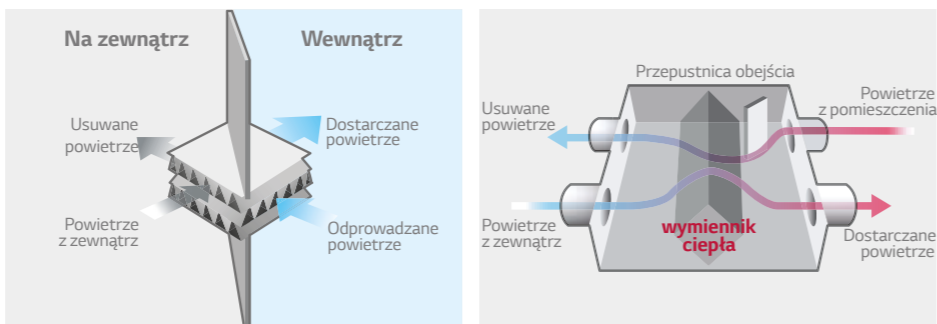 Na zewnątrz
Wewnątrz
Usuwane
powietrze
Dostarczane
powietrze
Powietrze
z zewnątrz
Odprowadzane
powietrze
Przepustnica obejścia
Usuwane
powietrze
Powietrze
z pomieszczenia
Powietrze
z zewnątrz
wymiennik
ciepła
Dostarczane
powietrze